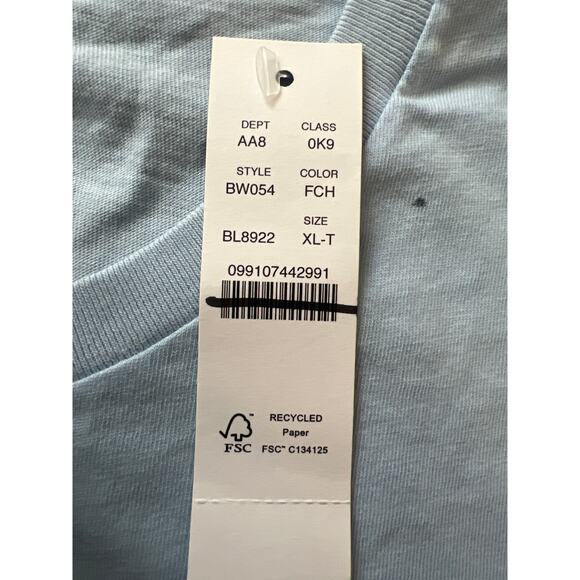 DEPT CLASS
AA8 0K9
STYLE COLOR
BW054 FCH
SIZE
BL8922 XL-T
099107442991
RECYCLED
Paper
FSC™ C134125
FSC